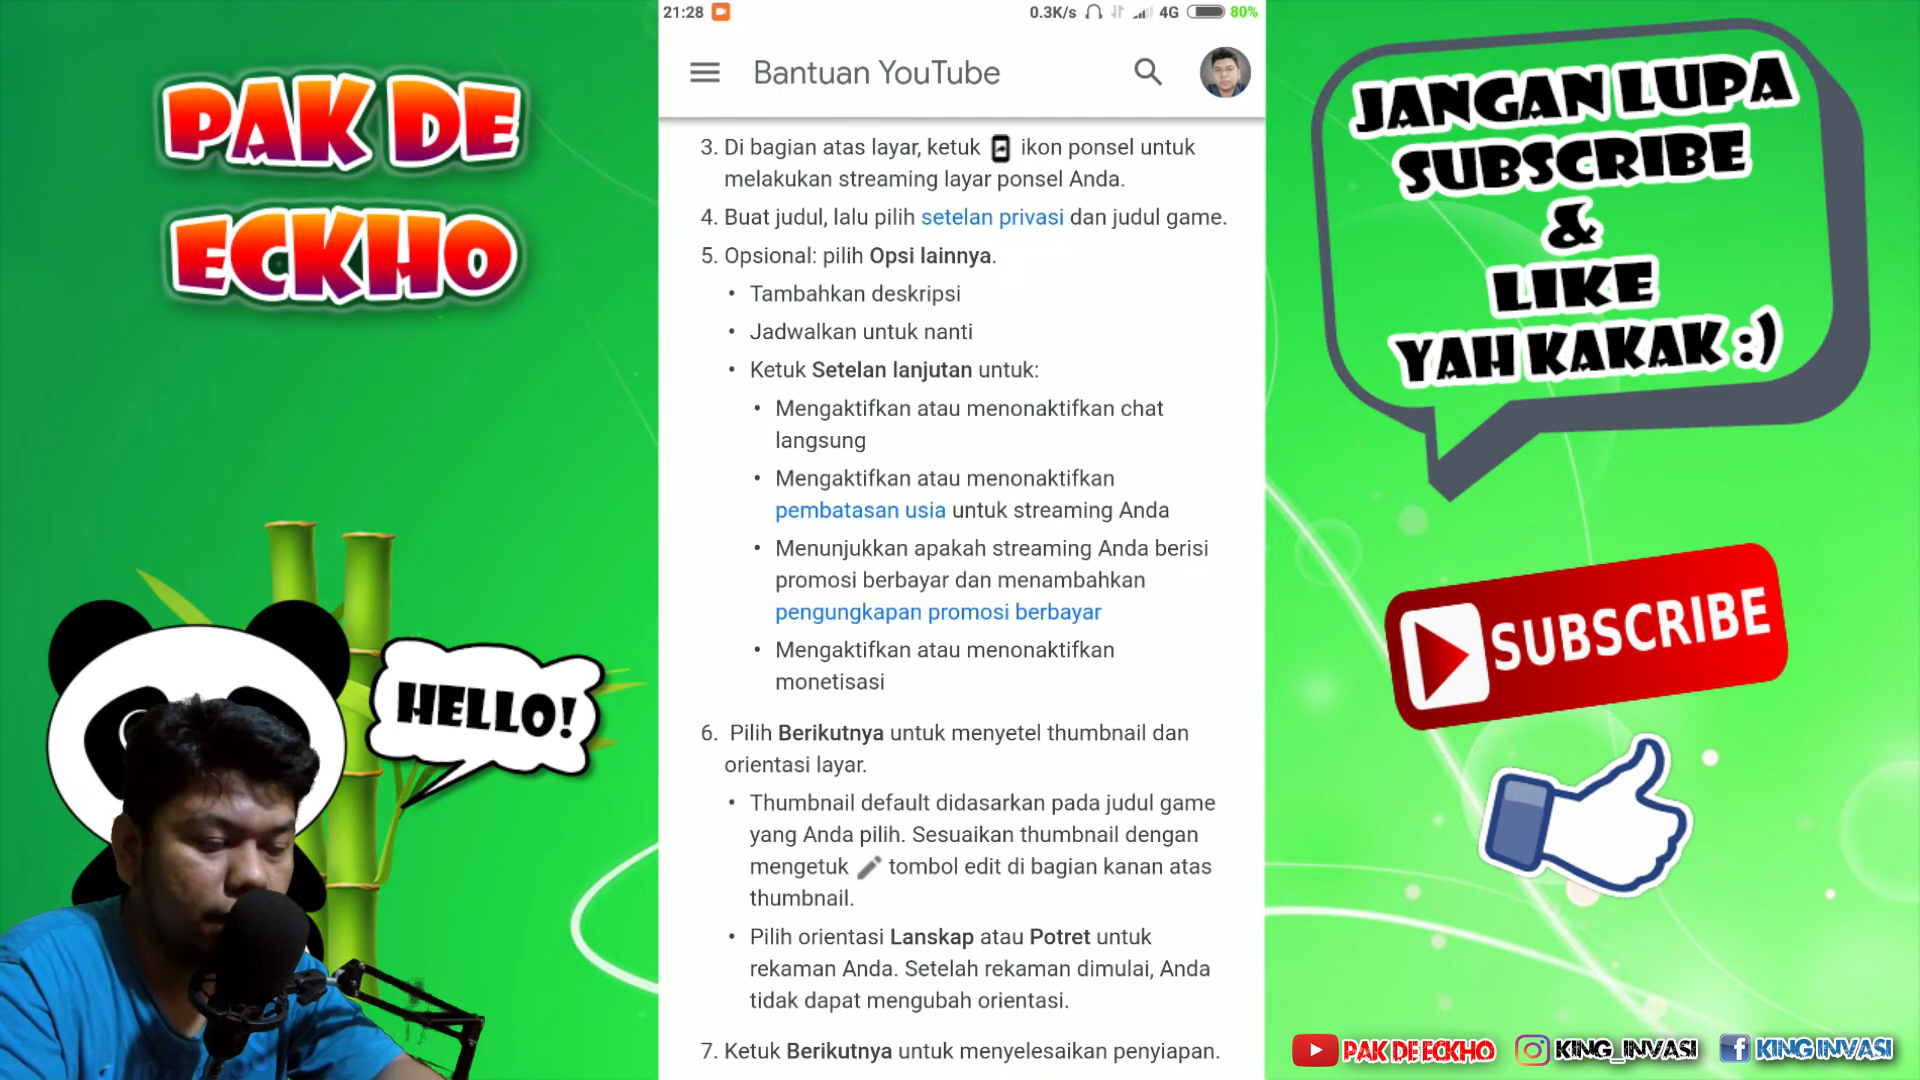 21:28
0.3K/s 4G 80%
PAK DE
ECKHO
Bantuan YouTube
3. Di bagian atas layar, ketuk ikon ponsel untuk
melakukan streaming layar ponsel Anda.
4. Buat judul, lalu pilih setelan privasi dan judul game.
5. Opsional: pilih Opsi lainnya.
• Tambahkan deskripsi
• Jadwalkan untuk nanti
• Ketuk Setelan lanjutan untuk:
• Mengaktifkan atau menonaktifkan chat
langsung
• Mengaktifkan atau menonaktifkan
pembatasan usia untuk streaming Anda
• Menunjukkan apakah streaming Anda berisi
promosi berbayar dan menambahkan
pengungkapan promosi berbayar
• Mengaktifkan atau menonaktifkan
monetisasi
6. Pilih Berikutnya untuk menyetel thumbnail dan
orientasi layar.
• Thumbnail default didasarkan pada judul game
yang Anda pilih. Sesuaikan thumbnail dengan
mengetuk tombol edit di bagian kanan atas
thumbnail.
• Pilih orientasi Lanskap atau Potret untuk
rekaman Anda. Setelah rekaman dimulai, Anda
tidak dapat mengubah orientasi.
7. Ketuk Berikutnya untuk menyelesaikan penyiapan.
HELLO!
JANGAN LUPA
SUBSCRIBE
&
LIKE
YAH KAKAK :)
SUBSCRIBE
PAK DE ECKHO
KING_INVASI
KING INVASI